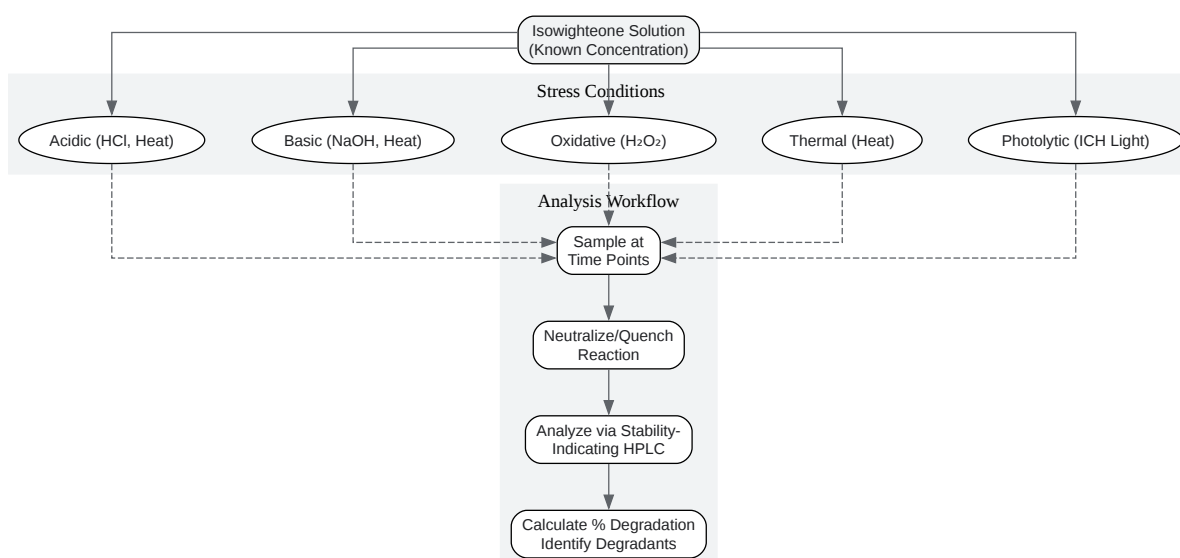 Isowighteone Solution
(Known Concentration)
Stress Conditions
Acidic (HCl, Heat)
Basic (NaOH, Heat)
Oxidative (H₂O₂)
Thermal (Heat)
Photolytic (ICH Light)
Analysis Workflow
Sample at
Time Points
Neutralize/Quench
Reaction
Analyze via Stability-
Indicating HPLC
Calculate % Degradation
Identify Degradants